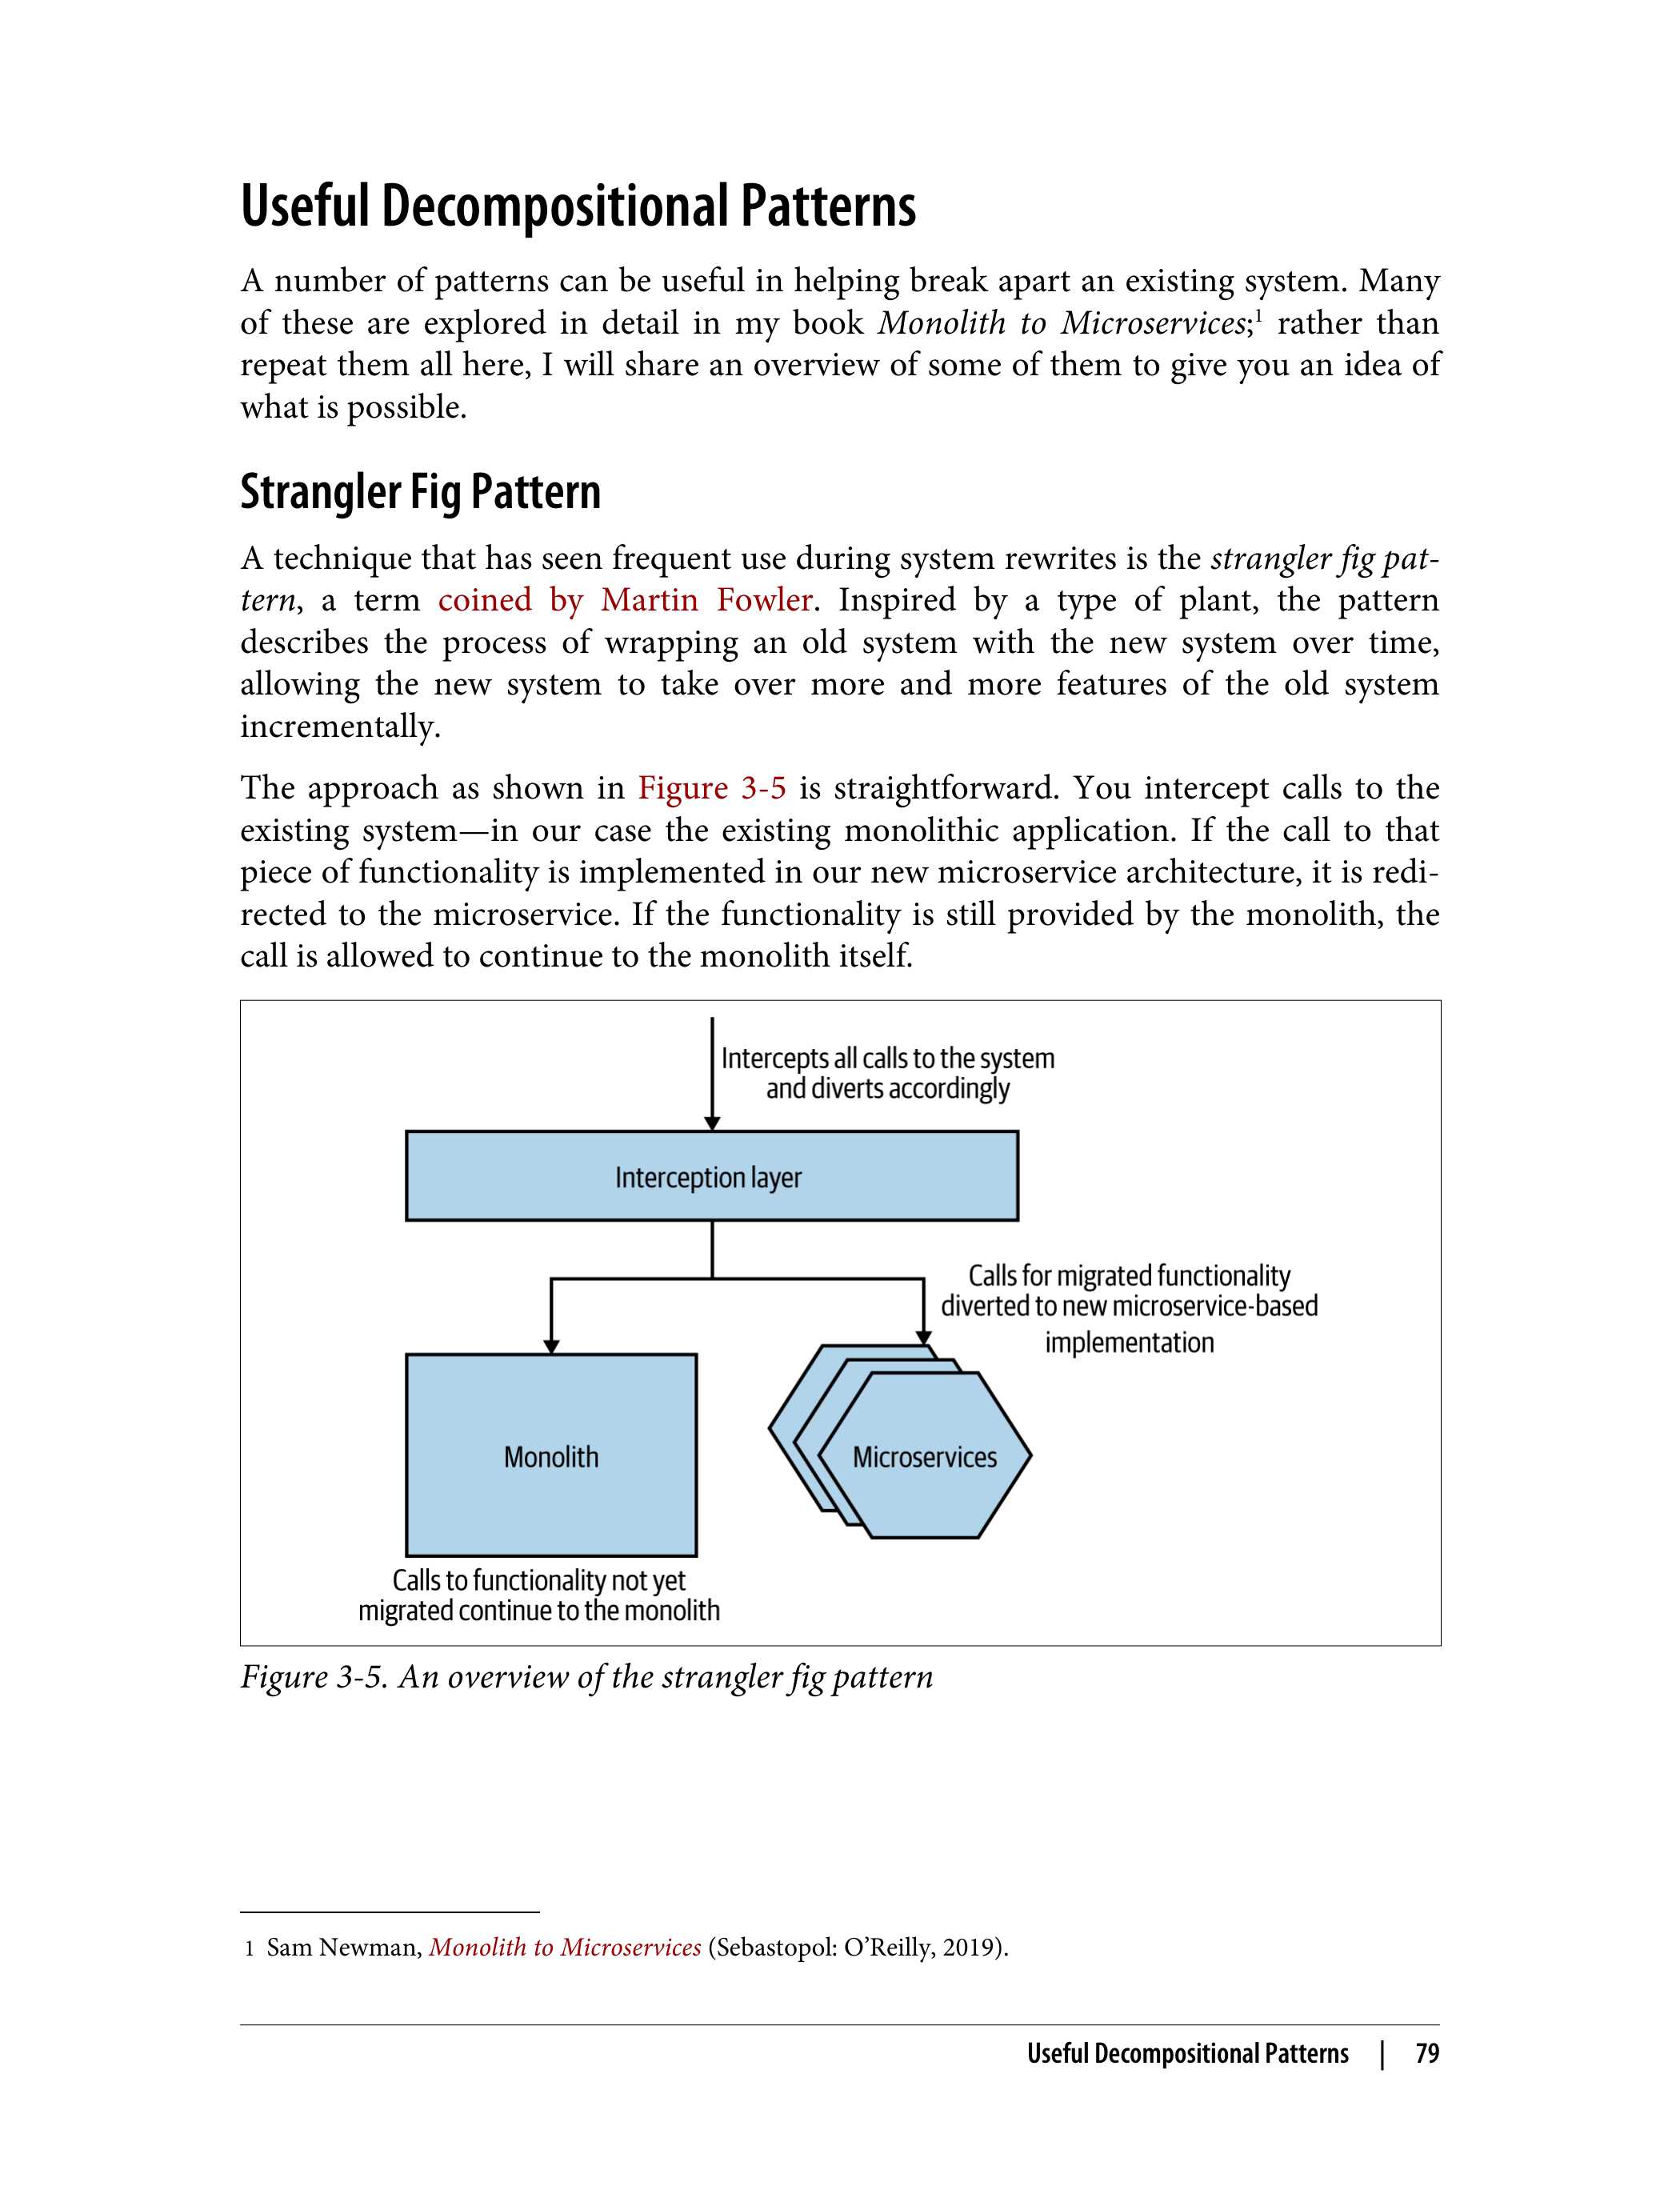 Useful Decompositional Patterns
A number of patterns can be useful in helping break apart an existing system. Many
of these are explored in detail in my book Monolith to Microservices;1 rather than
repeat them all here, I will share an overview of some of them to give you an idea of
what is possible.
Strangler Fig Pattern
A technique that has seen frequent use during system rewrites is the strangler fig pat-
tern, a term coined by Martin Fowler. Inspired by a type of plant, the pattern
describes the process of wrapping an old system with the new system over time,
allowing the new system to take over more and more features of the old system
incrementally.
The approach as shown in Figure 3-5 is straightforward. You intercept calls to the
existing system—in our case the existing monolithic application. If the call to that
piece of functionality is implemented in our new microservice architecture, it is redi-
rected to the microservice. If the functionality is still provided by the monolith, the
call is allowed to continue to the monolith itself.
Intercepts all calls to the system
and diverts accordingly
Interception layer
Calls for migrated functionality
diverted to new microservice-based
implementation
Monolith
Microservices
Calls to functionality not yet
migrated continue to the monolith
Figure 3-5. An overview of the strangler fig pattern
1 Sam Newman, Monolith to Microservices (Sebastopol: O’Reilly, 2019).
Useful Decompositional Patterns | 79